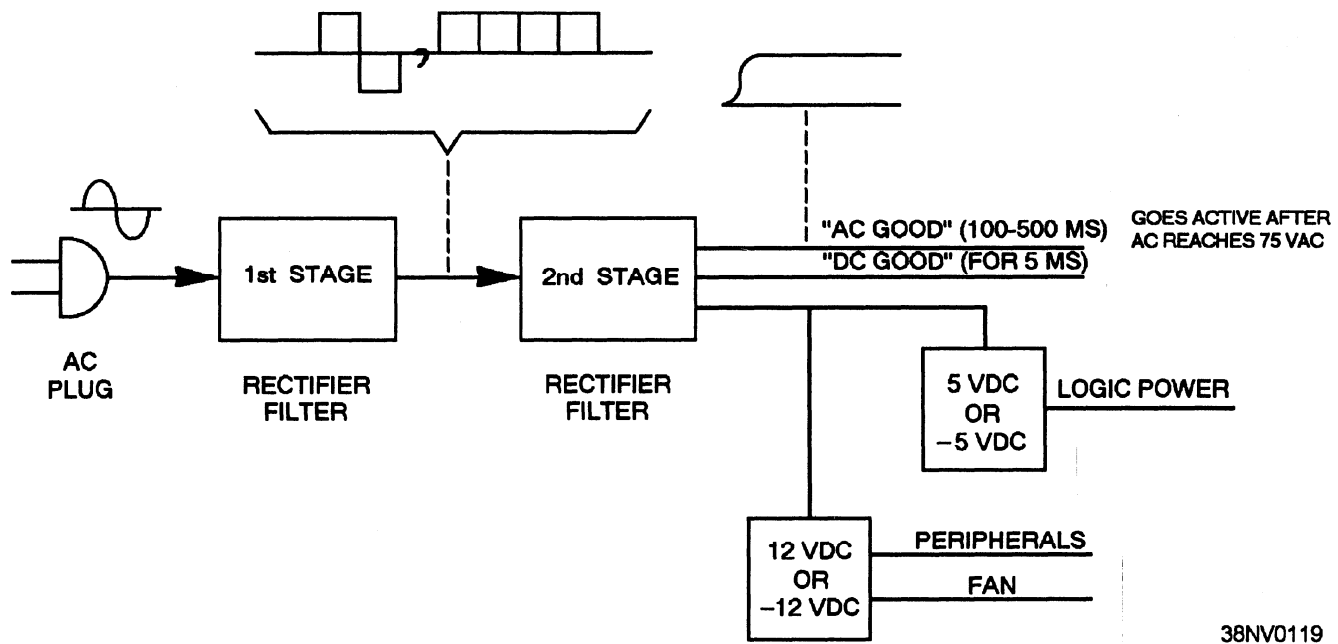 "AC GOOD" (100-500 MS)
GOES ACTIVE AFTER
AC REACHES 75 VAC
"DC GOOD" (FOR 5 MS)
1st STAGE
2nd STAGE
AC
PLUG
RECTIFIER
FILTER
RECTIFIER
FILTER
5 VDC
OR
–5 VDC
LOGIC POWER
12 VDC
OR
–12 VDC
PERIPHERALS
FAN
38NV0119